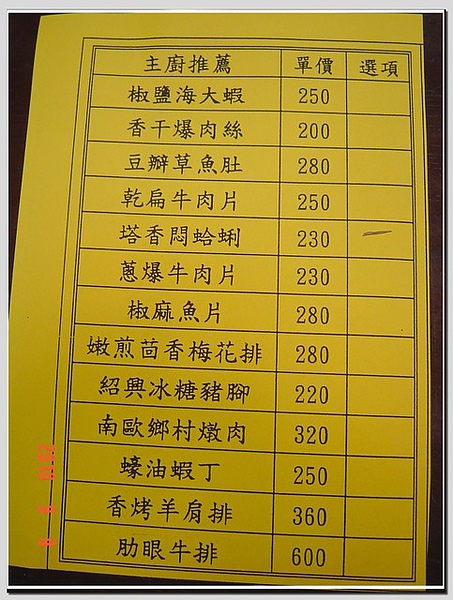 主廚推薦 單價 選項
椒鹽海大蝦 250
香干爆肉絲 200
豆瓣草魚肚 280
乾扁牛肉片 250
塔香悶蛤蜊 230
蔥爆牛肉片 230
椒麻魚片 280
嫩煎茴香梅花排 280
紹興冰糖豬腳 220
南歐鄉村燉肉 320
蠔油蝦丁 250
香烤羊肩排 360
肋眼牛排 600